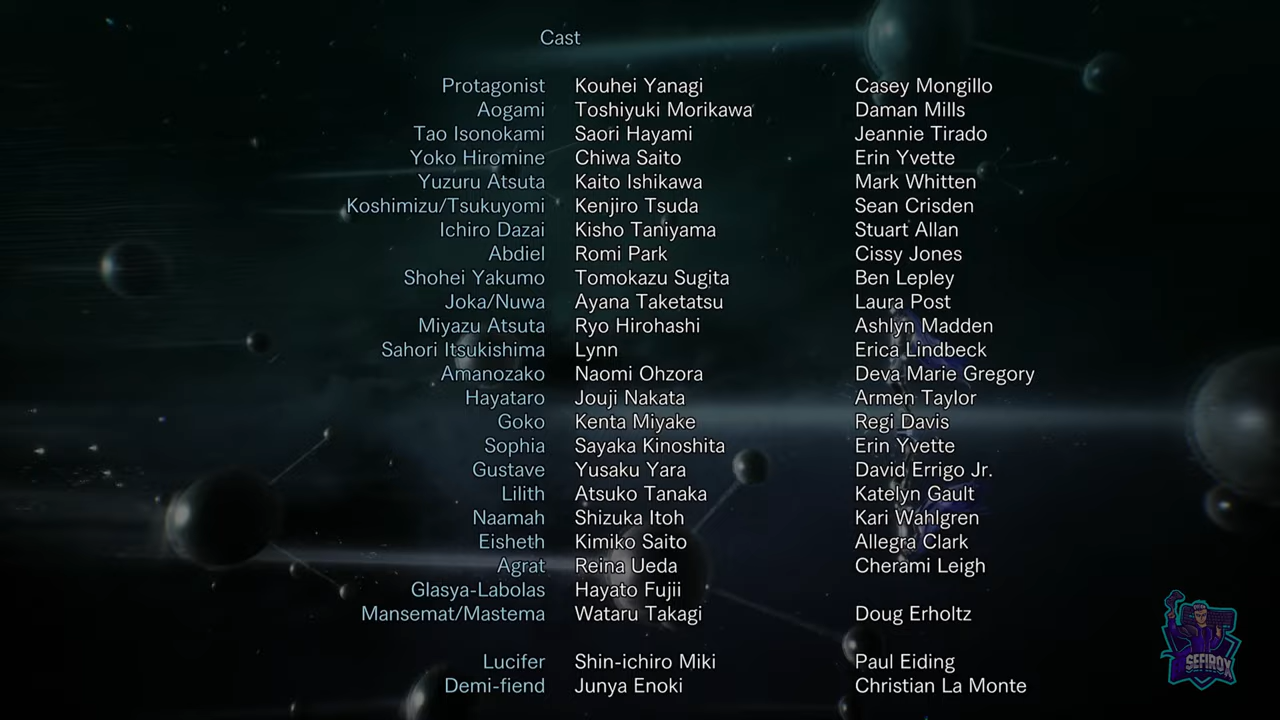 Cast
Protagonist Kouhei Yanagi Casey Mongillo
Aogami Toshiyuki Morikawa Daman Mills
Tao Isonokami Saori Hayami Jeannie Tirado
Yoko Hiromine Chiwa Saito Erin Yvette
Yuzuru Atsuta Kaito Ishikawa Mark Whitten
Koshimizu/Tsukuyomi Kenjiro Tsuda Sean Crisden
Ichiro Dazai Kisho Taniyama Stuart Allan
Abdiel Romi Park Cissy Jones
Shohei Yakumo Tomokazu Sugita Ben Lepley
Joka/Nuwa Ayana Taketatsu Laura Post
Miyazu Atsuta Ryo Hirohashi Ashlyn Madden
Sahori Itsukishima Lynn Erica Lindbeck
Amanozako Naomi Ohzora Deva Marie Gregory
Hayataro Jouji Nakata Armen Taylor
Goko Kenta Miyake Regi Davis
Sophia Sayaka Kinoshita Erin Yvette
Gustave Yusaku Yara David Errigo Jr.
Lilith Atsuko Tanaka Katelyn Gault
Naamah Shizuka Itoh Kari Wahlgren
Eisheth Kimiko Saito Allegra Clark
Agrat Reina Ueda Cherami Leigh
Glasya-Labolas Hayato Fujii
Mansemat/Mastema Wataru Takagi Doug Erholtz
Lucifer Shin-ichiro Miki Paul Eiding
Demi-fiend Junya Enoki Christian La Monte
SEFIROX